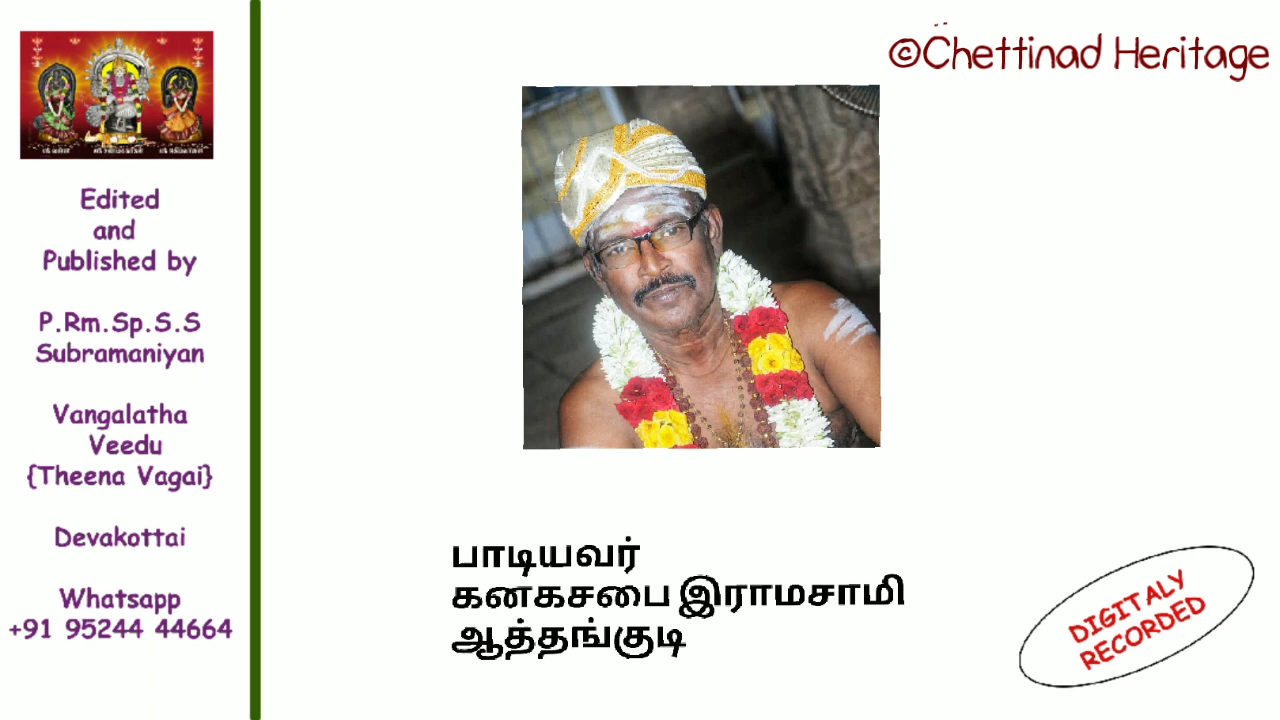 ©Chettinad Heritage
Edited
and
Published by
P.Rm.Sp.S.S
Subramaniyan
Vangalatha
Veedu
{Theena Vagai}
Devakottai
Whatsapp
+91 95244 44664
பாடியவர்
கனகசபை இராமசாமி
ஆத்தங்குடி
DIGITALY
RECORDED